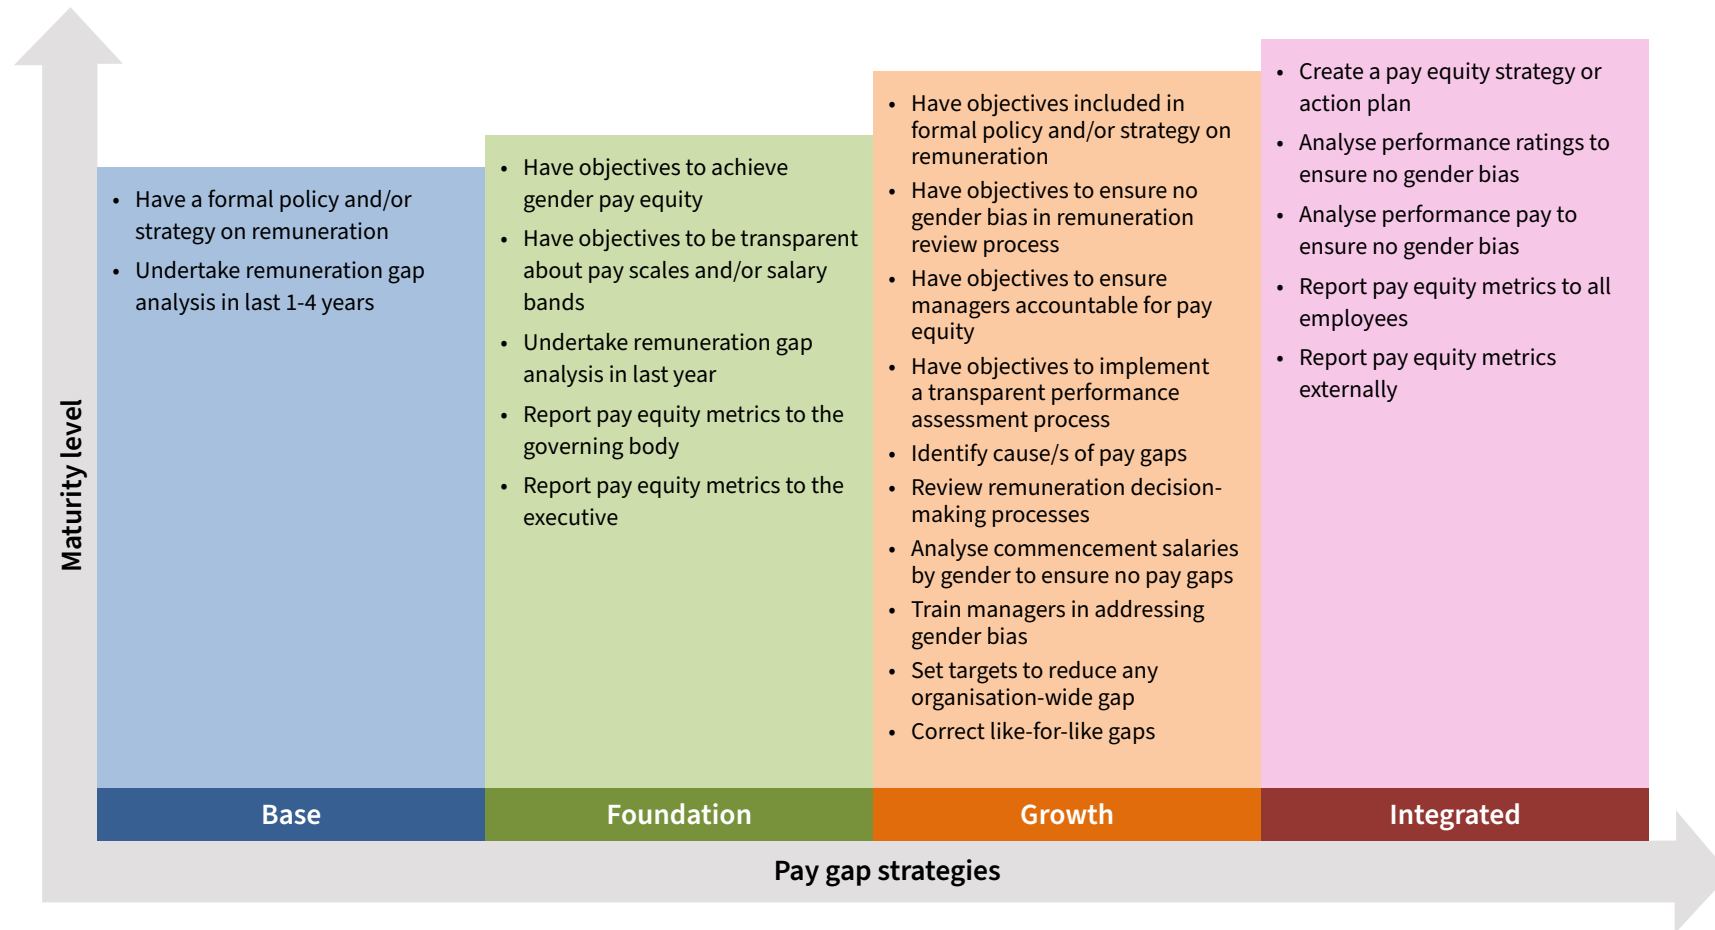 Maturity level
• Have a formal policy and/or
strategy on remuneration
• Undertake remuneration gap
analysis in last 1-4 years
Base
• Have objectives to achieve
gender pay equity
• Have objectives to be transparent
about pay scales and/or salary
bands
• Undertake remuneration gap
analysis in last year
• Report pay equity metrics to the
governing body
• Report pay equity metrics to the
executive
Foundation
• Have objectives included in
formal policy and/or strategy on
remuneration
• Have objectives to ensure no
gender bias in remuneration
review process
• Have objectives to ensure
managers accountable for pay
equity
• Have objectives to implement
a transparent performance
assessment process
• Identify cause/s of pay gaps
• Review remuneration decision-
making processes
• Analyse commencement salaries
by gender to ensure no pay gaps
• Train managers in addressing
gender bias
• Set targets to reduce any
organisation-wide gap
• Correct like-for-like gaps
Growth
• Create a pay equity strategy or
action plan
• Analyse performance ratings to
ensure no gender bias
• Analyse performance pay to
ensure no gender bias
• Report pay equity metrics to all
employees
• Report pay equity metrics
externally
Integrated
Pay gap strategies